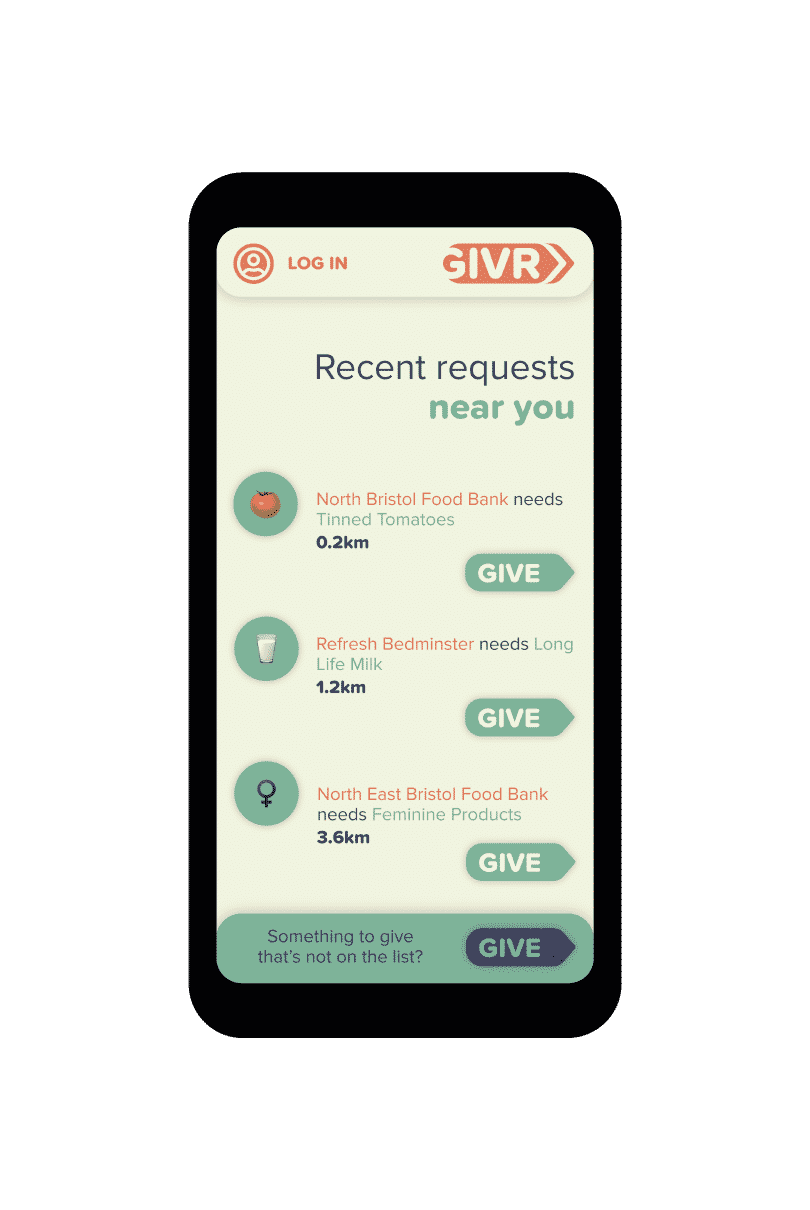 LOG IN
GIVR
Recent requests
near you
North Bristol Food Bank needs
Tinned Tomatoes
0.2km
GIVE
Refresh Bedminster needs Long
Life Milk
1.2km
GIVE
North East Bristol Food Bank
needs Feminine Products
3.6km
GIVE
Something to give
that's not on the list?
GIVE